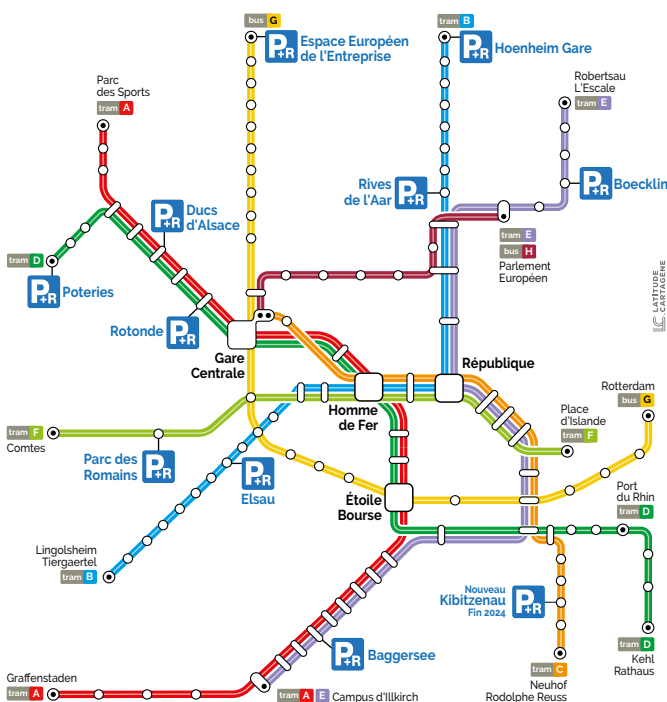 bus G
P+R
Espace Européen
de l'Entreprise
tram B
P+R
Hoenheim Gare
Parc
des Sports
tram A
Robertsau
L'Escale
tram E
Rives
de l'Aar
P+R
P+R
Boecklin
P+R
Ducs
d'Alsace
tram E
bus H
Parlement
Européen
tram D
P+R
Poteries
Rotonde
P+R
LC LATITUDE
CARTAGÈNE
Gare
Centrale
République
Homme
de Fer
Rotterdam
bus G
Place
d'Islande
tram F
tram F
Comtes
Parc des
Romains
P+R
P+R
Elsau
Étoile
Bourse
Port
du Rhin
tram D
Lingolsheim
Tiergaertel
tram B
Nouveau
Kibitzenau
Fin 2024
P+R
P+R
Baggersee
tram D
Kehl
Rathaus
tram C
Neuhof
Rodolphe Reuss
Graffenstaden
tram A
tram A E Campus d'Illkirch